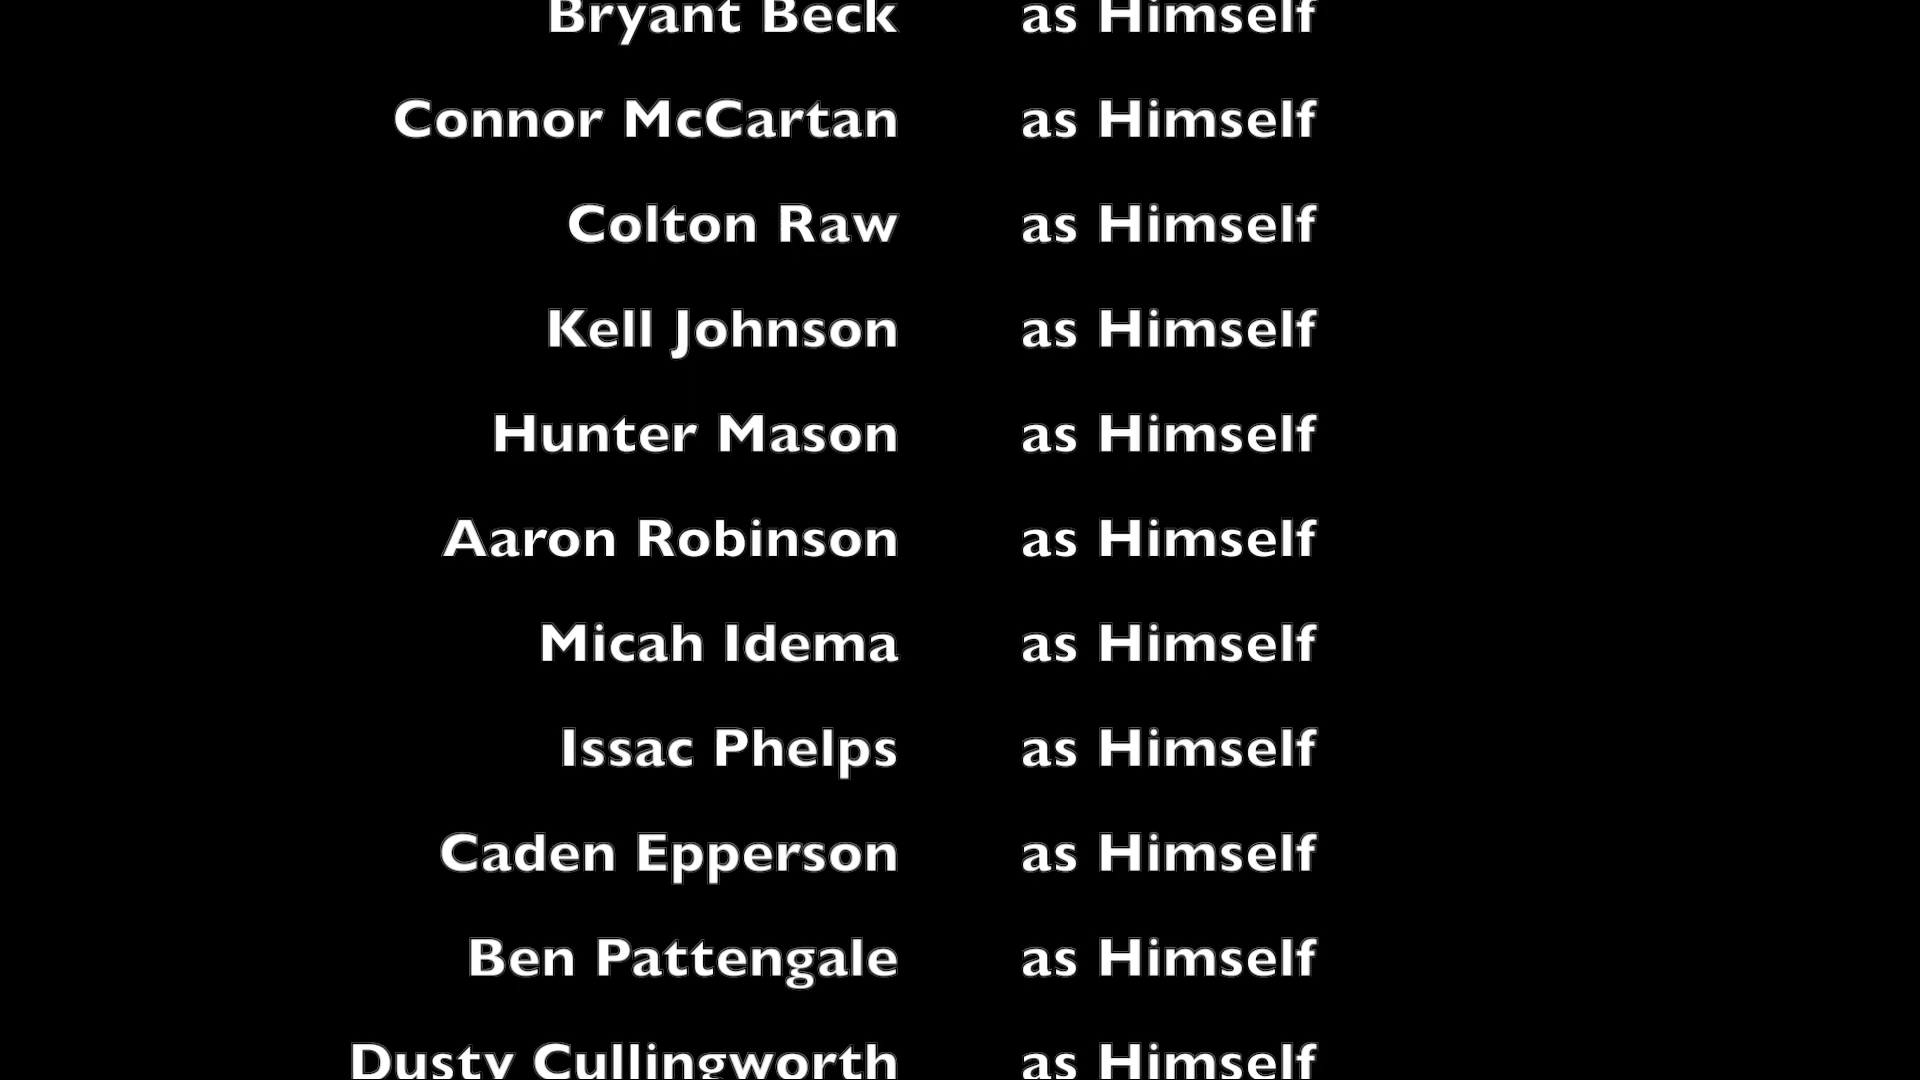 Bryant Beck as Himself
Connor McCartan as Himself
Colton Raw as Himself
Kell Johnson as Himself
Hunter Mason as Himself
Aaron Robinson as Himself
Micah Idema as Himself
Issac Phelps as Himself
Caden Epperson as Himself
Ben Pattengale as Himself
Dusty Cullingworth as Himself